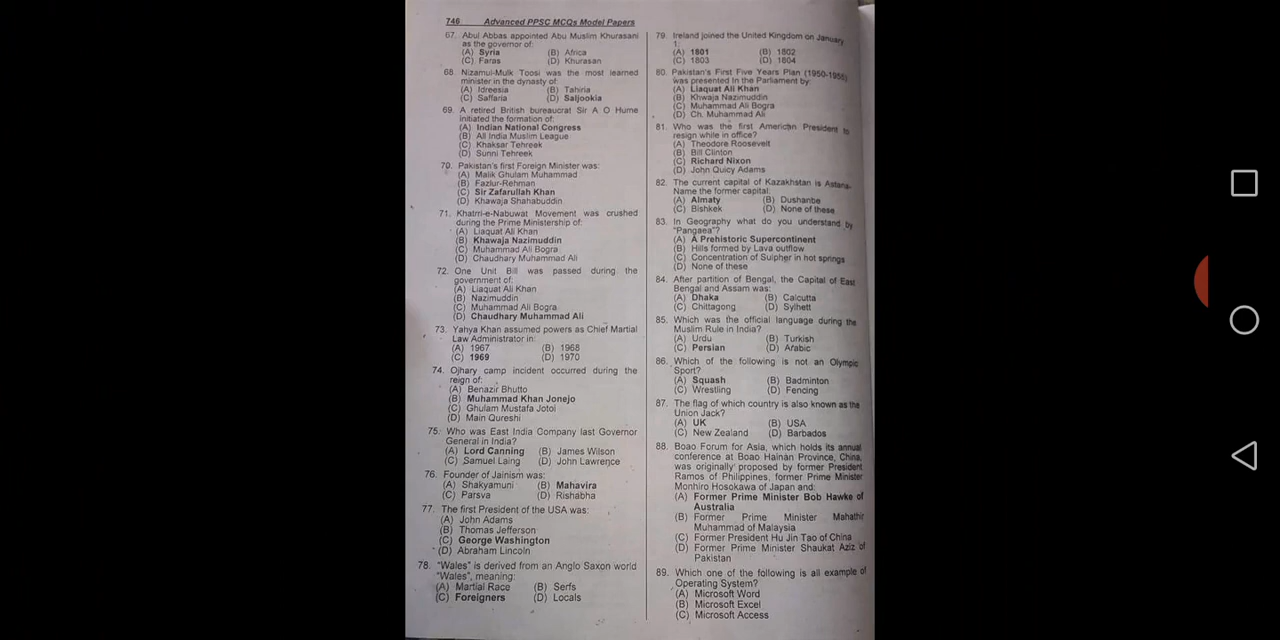 746 Advanced PPSC MCQs Model Papers
67. Abul Abbas appointed Abu Muslim Khurasani
as the governor of:
(A) Syria (B) Africa
(C) Faras (D) Khurasan
68. Nizamul-Mulk Toosi was the most learned
minister in the dynasty of:
(A) Idreesia (B) Tahiria
(C) Saffaria (D) Saljookia
69. A retired British bureaucrat Sir A O Hume
initiated the formation of:
(A) Indian National Congress
(B) All India Muslim League
(C) Khaksar Tehreek
(D) Sunni Tehreek
70. Pakistan's first Foreign Minister was:
(A) Malik Ghulam Muhammad
(B) Fazlur-Rehman
(C) Sir Zafarullah Khan
(D) Khawaja Shahabuddin
71. Khatm-e-Nabuwat Movement was crushed
during the Prime Ministership of:
(A) Liaquat Ali Khan
(B) Khawaja Nazimuddin
(C) Muhammad Ali Bogra
(D) Chaudhary Muhammad Ali
72. One Unit Bill was passed during the
government of:
(A) Liaquat Ali Khan
(B) Nazimuddin
(C) Muhammad Ali Bogra
(D) Chaudhary Muhammad Ali
73. Yahya Khan assumed powers as Chief Martial
Law Administrator in:
(A) 1967 (B) 1968
(C) 1969 (D) 1970
74. Ojhary camp incident occurred during the
reign of:
(A) Benazir Bhutto
(B) Muhammad Khan Jonejo
(C) Ghulam Mustafa Jotoi
(D) Main Qureshi
75. Who was East India Company last Governor
General in India?
(A) Lord Canning (B) James Wilson
(C) Samuel Laing (D) John Lawrence
76. Founder of Jainism was:
(A) Shakyamuni (B) Mahavira
(C) Parsva (D) Rishabha
77. The first President of the USA was:
(A) John Adams
(B) Thomas Jefferson
(C) George Washington
(D) Abraham Lincoln
78. "Wales" is derived from an Anglo Saxon world
"Wales", meaning:
(A) Martial Race (B) Serfs
(C) Foreigners (D) Locals
79. Ireland joined the United Kingdom on January
1:
(A) 1801 (B) 1802
(C) 1803 (D) 1804
80. Pakistan's First Five Years Plan (1950-1955)
was presented In the Parliament by:
(A) Liaquat Ali Khan
(B) Khwaja Nazimuddin
(C) Muhammad Ali Bogra
(D) Ch. Muhammad Ali
81. Who was the first American President to
resign while in office?
(A) Theodore Roosevelt
(B) Bill Clinton
(C) Richard Nixon
(D) John Quicy Adams
82. The current capital of Kazakhstan is Astana.
Name the former capital:
(A) Almaty (B) Dushanbe
(C) Bishkek (D) None of these
83. In Geography what do you understand by
"Pangaea"?
(A) A Prehistoric Supercontinent
(B) Hills formed by Lava outflow
(C) Concentration of Sulpher in hot springs
(D) None of these
84. After partition of Bengal, the Capital of East
Bengal and Assam was:
(A) Dhaka (B) Calcutta
(C) Chittagong (D) Sylhett
85. Which was the official language during the
Muslim Rule in India?
(A) Urdu (B) Turkish
(C) Persian (D) Arabic
86. Which of the following is not an Olympic
Sport?
(A) Squash (B) Badminton
(C) Wrestling (D) Fencing
87. The flag of which country is also known as the
Union Jack?
(A) UK (B) USA
(C) New Zealand (D) Barbados
88. Boao Forum for Asia, which holds its annual
conference at Boao Hainan Province, China,
was originally proposed by former President
Ramos of Philippines, former Prime Minister
Monhiro Hosokawa of Japan and:
(A) Former Prime Minister Bob Hawke of
Australia
(B) Former Prime Minister Mahathir
Muhammad of Malaysia
(C) Former President Hu Jin Tao of China
(D) Former Prime Minister Shaukat Aziz of
Pakistan
89. Which one of the following is all example of
Operating System?
(A) Microsoft Word
(B) Microsoft Excel
(C) Microsoft Access